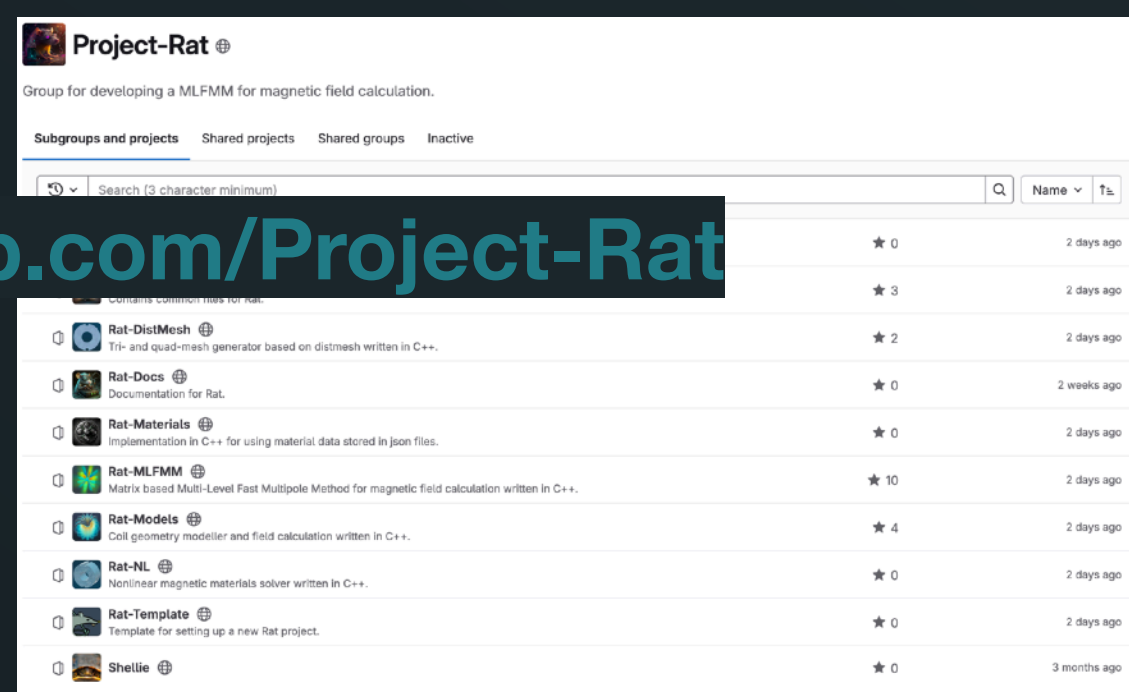 Project-Rat
Group for developing a MLFMM for magnetic field calculation.
Subgroups and projects Shared projects Shared groups Inactive
Search (3 character minimum) Name
.com/Project-Rat
0 2 days ago
Contains common files for Rat.
3 2 days ago
Rat-DistMesh
Tri- and quad-mesh generator based on distmesh written in C++.
2 2 days ago
Rat-Docs
Documentation for Rat.
0 2 weeks ago
Rat-Materials
Implementation in C++ for using material data stored in json files.
0 2 days ago
Rat-MLFMM
Matrix based Multi-Level Fast Multipole Method for magnetic field calculation written in C++.
10 2 days ago
Rat-Models
Coil geometry modeller and field calculation written in C++.
4 2 days ago
Rat-NL
Nonlinear magnetic materials solver written in C++.
0 2 days ago
Rat-Template
Template for setting up a new Rat project.
0 2 days ago
Shellie
0 3 months ago